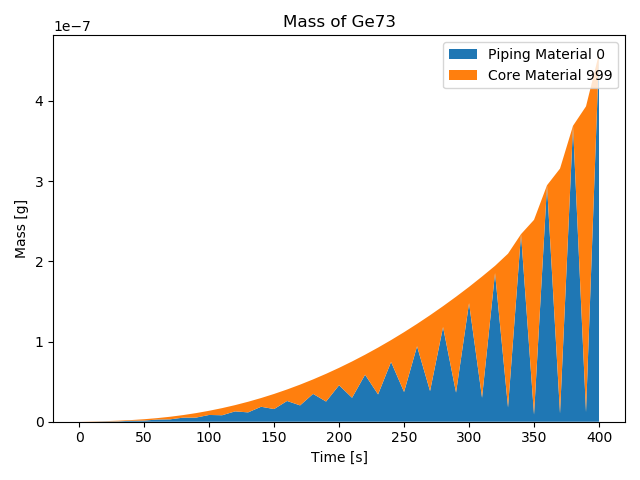 Mass of Ge73
1e−7
Piping Material 0
Core Material 999
4
3
2
1
0
Mass [g]
0 50 100 150 200 250 300 350 400
Time [s]